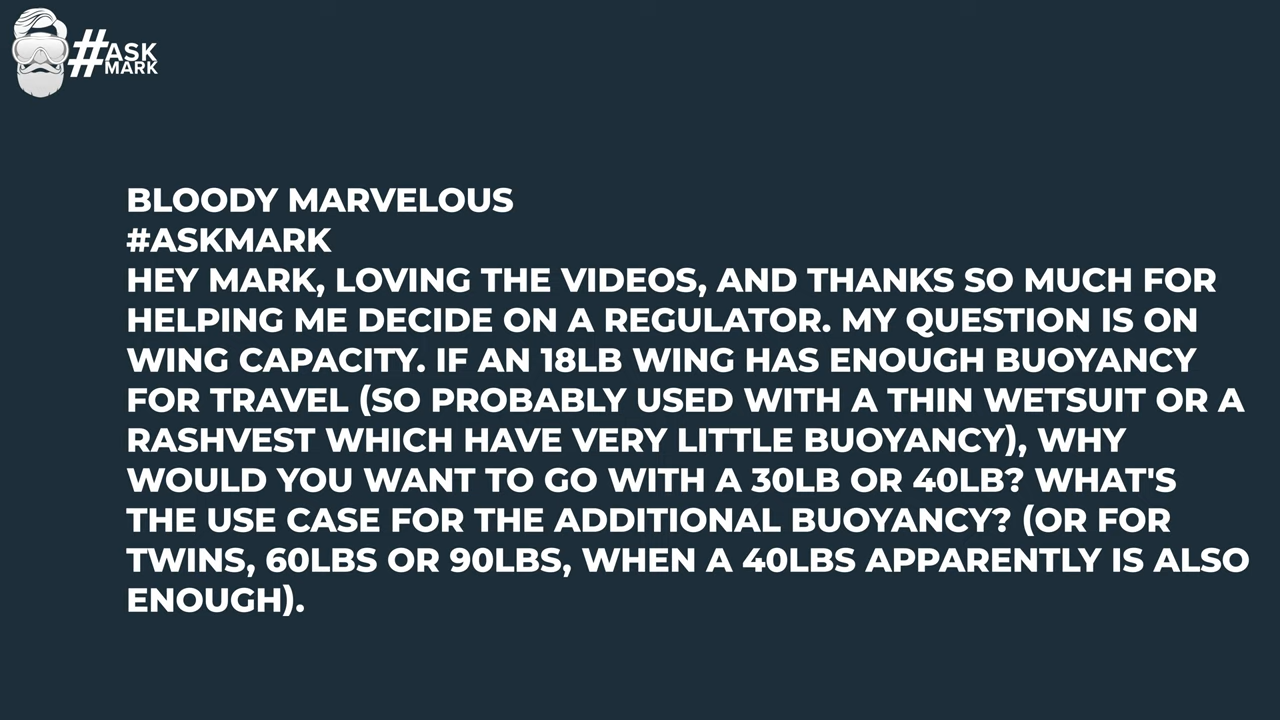 #ASK
MARK
BLOODY MARVELOUS
#ASKMARK
HEY MARK, LOVING THE VIDEOS, AND THANKS SO MUCH FOR
HELPING ME DECIDE ON A REGULATOR. MY QUESTION IS ON
WING CAPACITY. IF AN 18LB WING HAS ENOUGH BUOYANCY
FOR TRAVEL (SO PROBABLY USED WITH A THIN WETSUIT OR A
RASHVEST WHICH HAVE VERY LITTLE BUOYANCY), WHY
WOULD YOU WANT TO GO WITH A 30LB OR 40LB? WHAT'S
THE USE CASE FOR THE ADDITIONAL BUOYANCY? (OR FOR
TWINS, 60LBS OR 90LBS, WHEN A 40LBS APPARENTLY IS ALSO
ENOUGH).